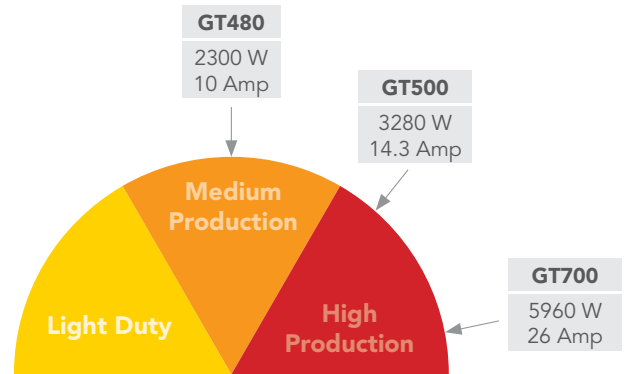 GT480
2300 W
10 Amp
GT500
3280 W
14.3 Amp
Medium
Production
GT700
5960 W
26 Amp
Light Duty
High
Production